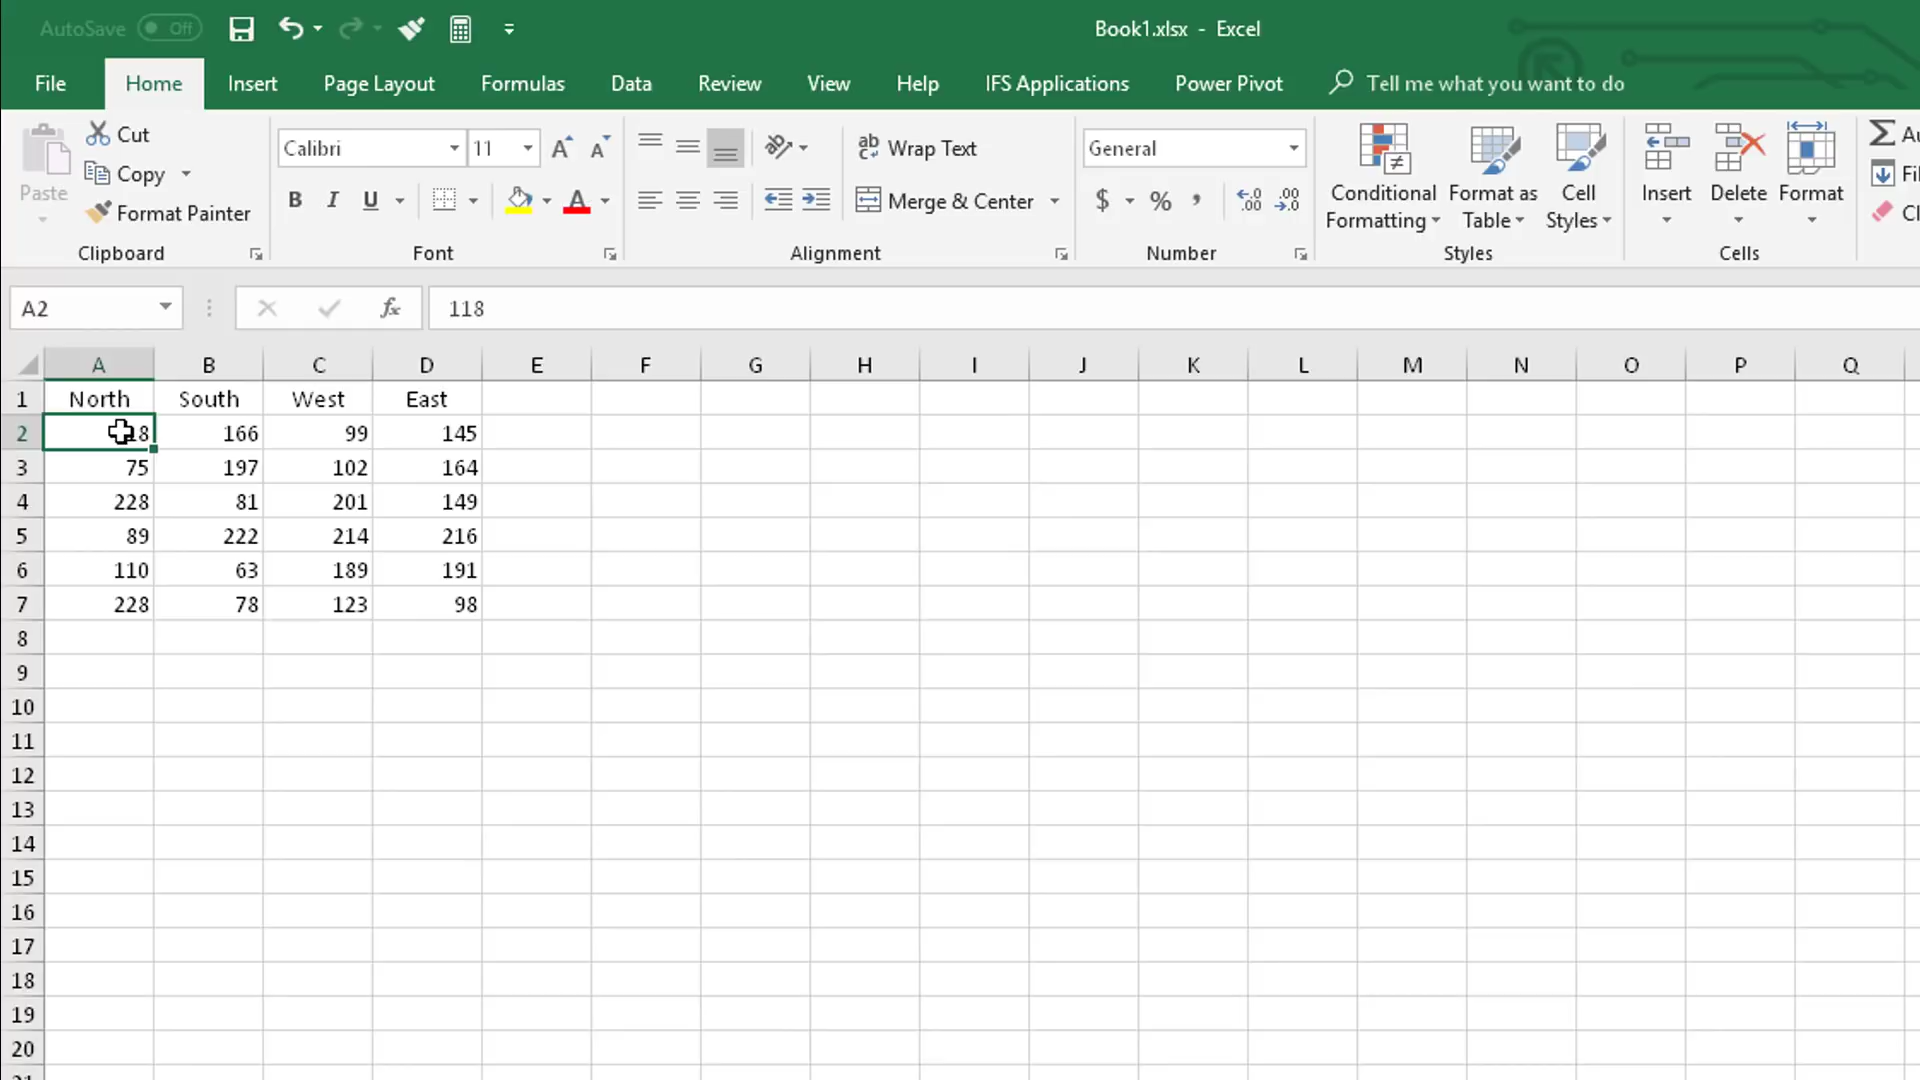 AutoSave Off Book1.xlsx - Excel
File Home Insert Page Layout Formulas Data Review View Help IFS Applications Power Pivot Tell me what you want to do
Paste
Cut
Copy
Format Painter
Clipboard
Calibri 11
B I U
Font
Wrap Text
Merge & Center
Alignment
General
$ %
Number
Conditional Formatting
Format as Table
Cell Styles
Styles
Insert
Delete
Format
Cells
A2 fx 118
A B C D E F G H I J K L M N O P Q
1 North South West East
2 166 99 145
3 75 197 102 164
4 228 81 201 149
5 89 222 214 216
6 110 63 189 191
7 228 78 123 98
8
9
10
11
12
13
14
15
16
17
18
19
20